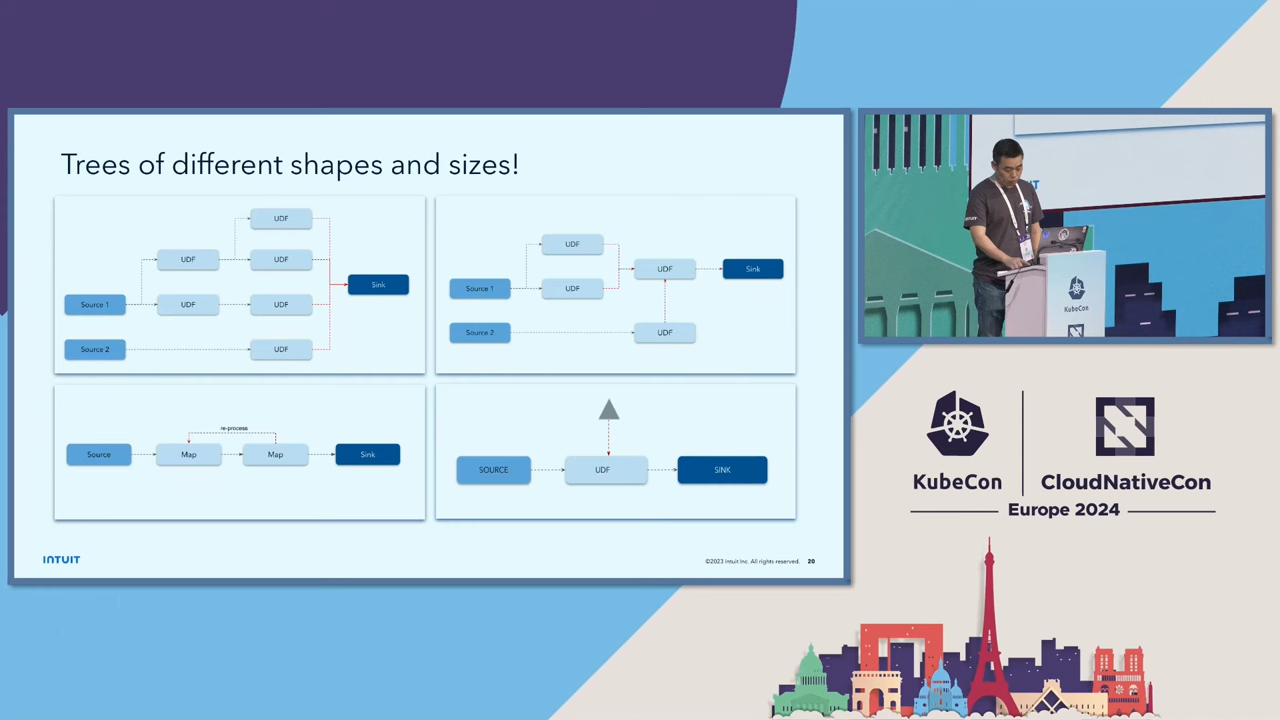 Trees of different shapes and sizes!
UDF
UDF
UDF
Sink
Source 1
UDF
UDF
Source 2
UDF
UDF
UDF
Sink
Source 1
UDF
Source 2
UDF
re-process
Source
Map
Map
Sink
SOURCE
UDF
SINK
INTUIT
©2023 Intuit Inc. All rights reserved.
20
KubeCon
KubeCon
CloudNativeCon
Europe 2024